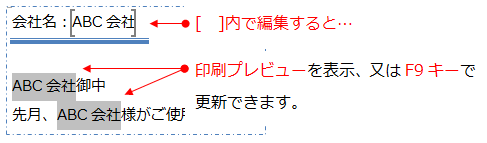 会社名：[ABC 会社]
[　]内で編集すると…
印刷プレビューを表示、又は F9 キーで
更新できます。
ABC 会社御中
先月、ABC 会社様がご使